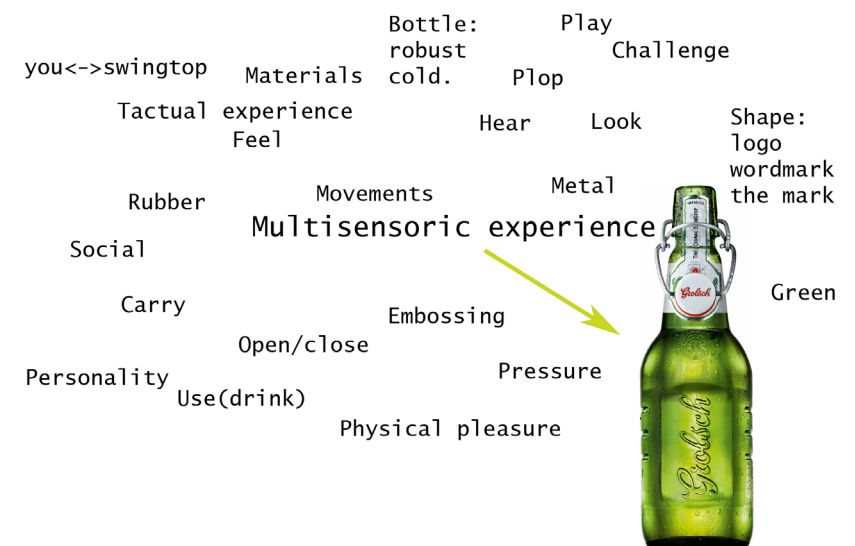 Bottle:
robust
cold.
Play
Challenge
you<->swingtop
Materials
Plop
Tactual experience
Feel
Hear
Look
Shape:
logo
wordmark
the mark
Rubber
Movements
Metal
Multisensoric experience
Social
Carry
Embossing
Green
Open/close
Pressure
Personality
Use(drink)
Physical pleasure
Grolsch
Grolsch